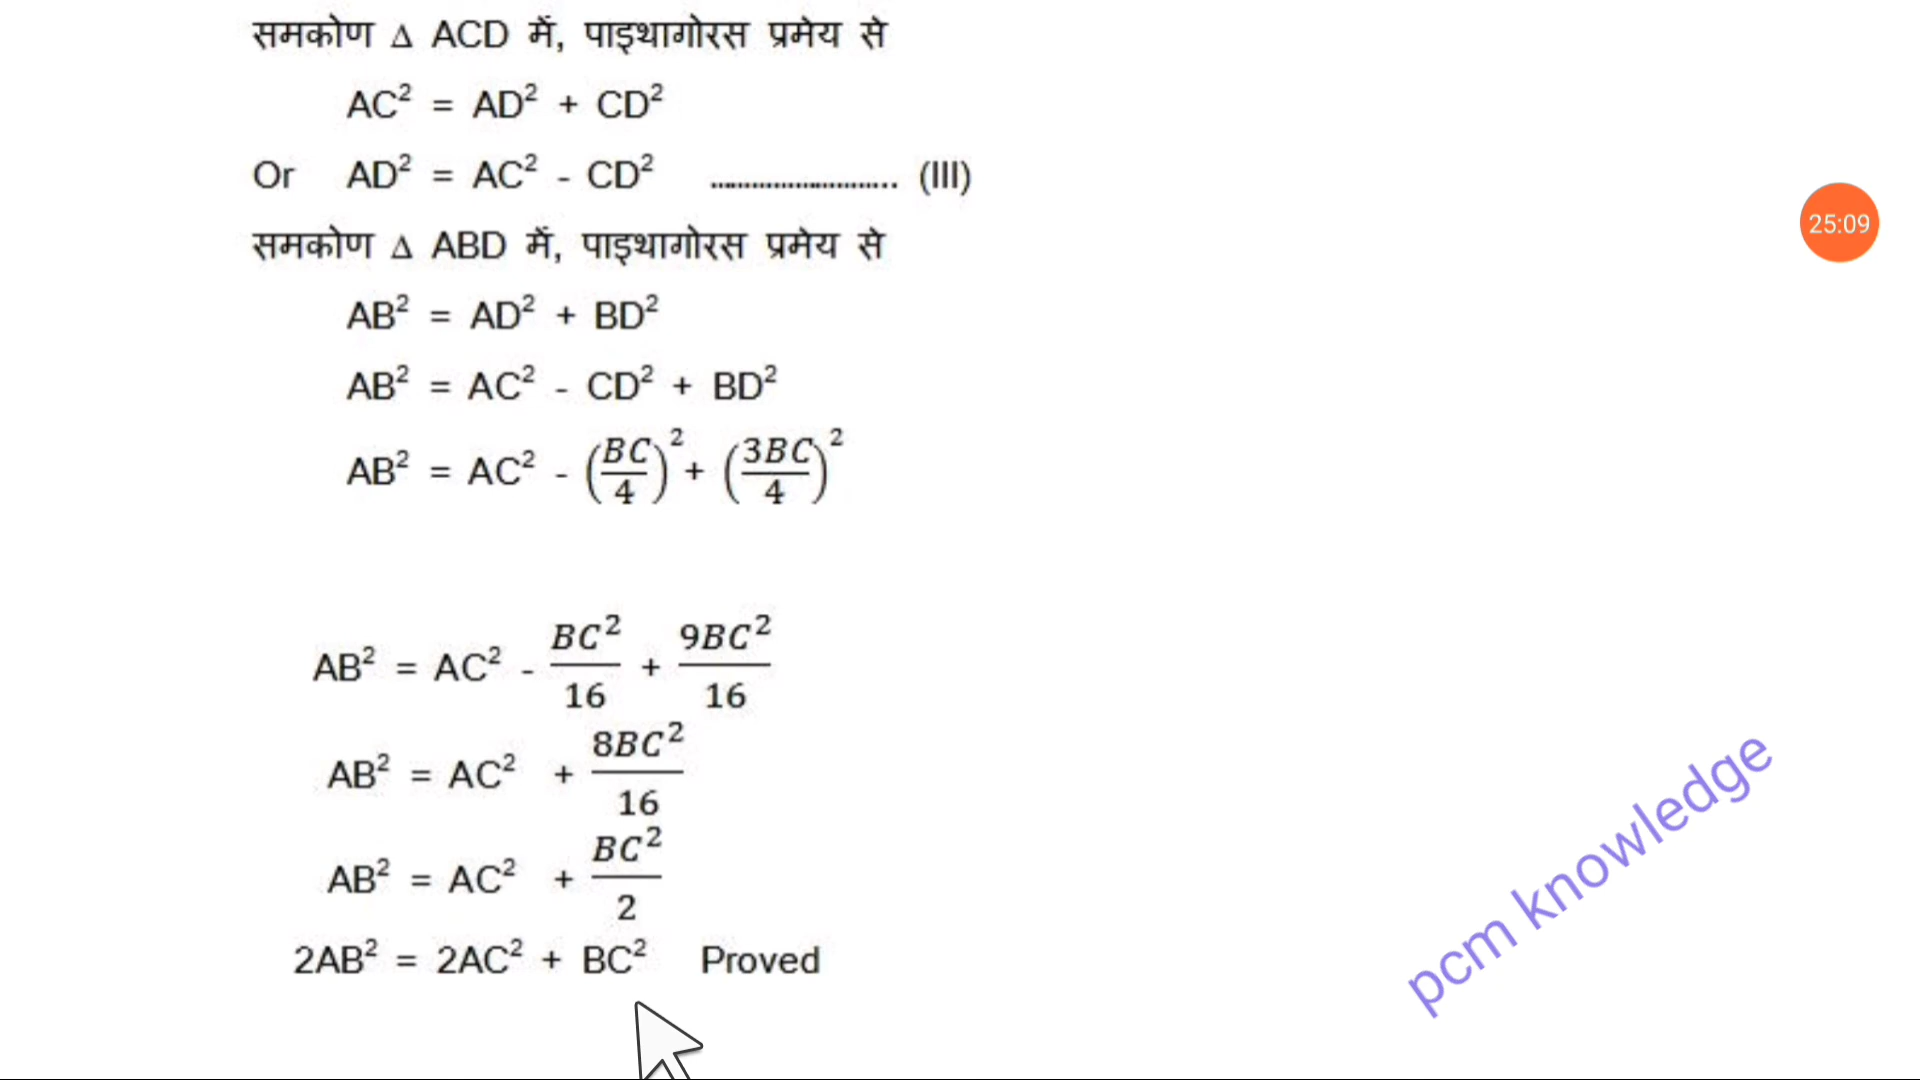 समकोण Δ ACD में, पाइथागोरस प्रमेय से
AC² = AD² + CD²
Or AD² = AC² - CD² .......................... (III)
25:09
समकोण Δ ABD में, पाइथागोरस प्रमेय से
AB² = AD² + BD²
AB² = AC² - CD² + BD²
AB² = AC² - (BC/4)² + (3BC/4)²
AB² = AC² - BC²/16 + 9BC²/16
AB² = AC² + 8BC²/16
AB² = AC² + BC²/2
2AB² = 2AC² + BC² Proved
pcm knowledge